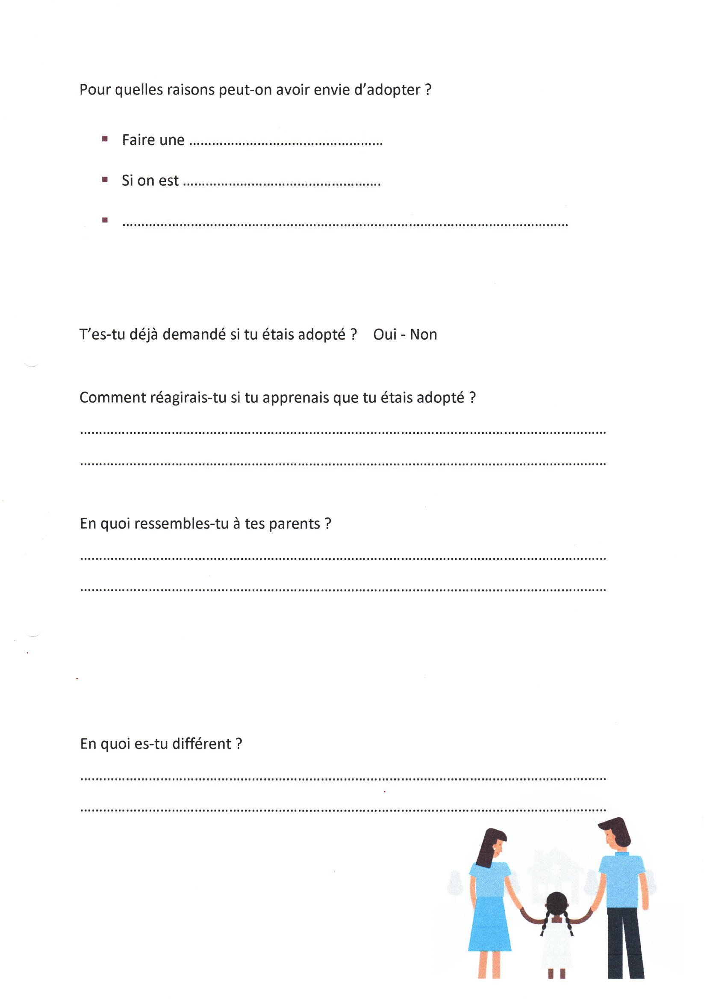 Pour quelles raisons peut-on avoir envie d’adopter ?
▪ Faire une ..................................................
▪ Si on est ...................................................
▪ ....................................................................................................................
T’es-tu déjà demandé si tu étais adopté ? Oui - Non
Comment réagirais-tu si tu apprenais que tu étais adopté ?
.........................................................................................................................................
.........................................................................................................................................
En quoi ressembles-tu à tes parents ?
.........................................................................................................................................
.........................................................................................................................................
En quoi es-tu différent ?
.........................................................................................................................................
.........................................................................................................................................